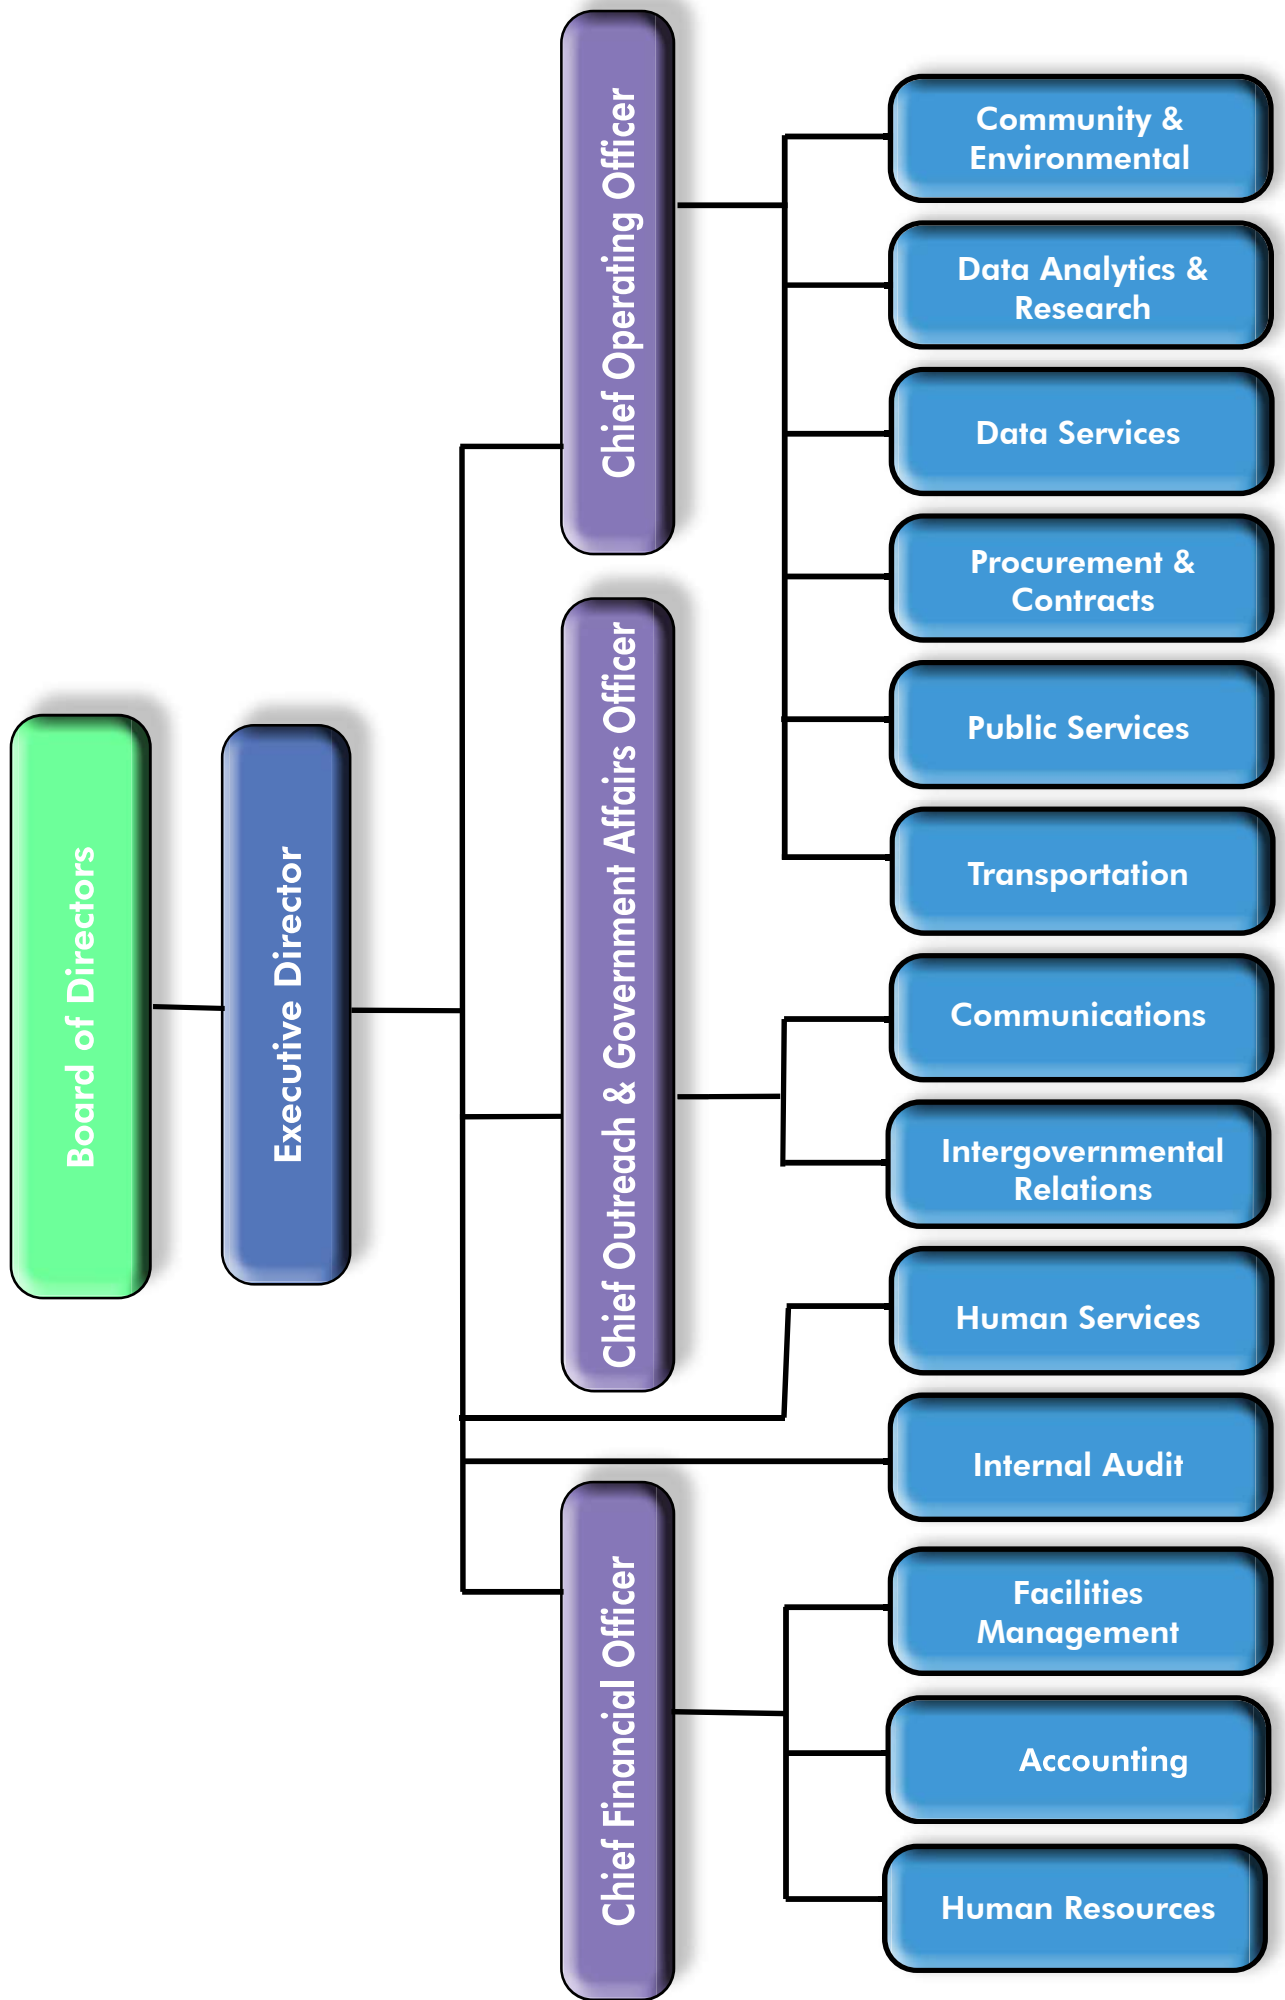 Board of Directors
Executive Director
Chief Operating Officer
Chief Outreach & Government Affairs Officer
Chief Financial Officer
Community &
Environmental
Data Analytics &
Research
Data Services
Procurement &
Contracts
Public Services
Transportation
Communications
Intergovernmental
Relations
Human Services
Internal Audit
Facilities
Management
Accounting
Human Resources